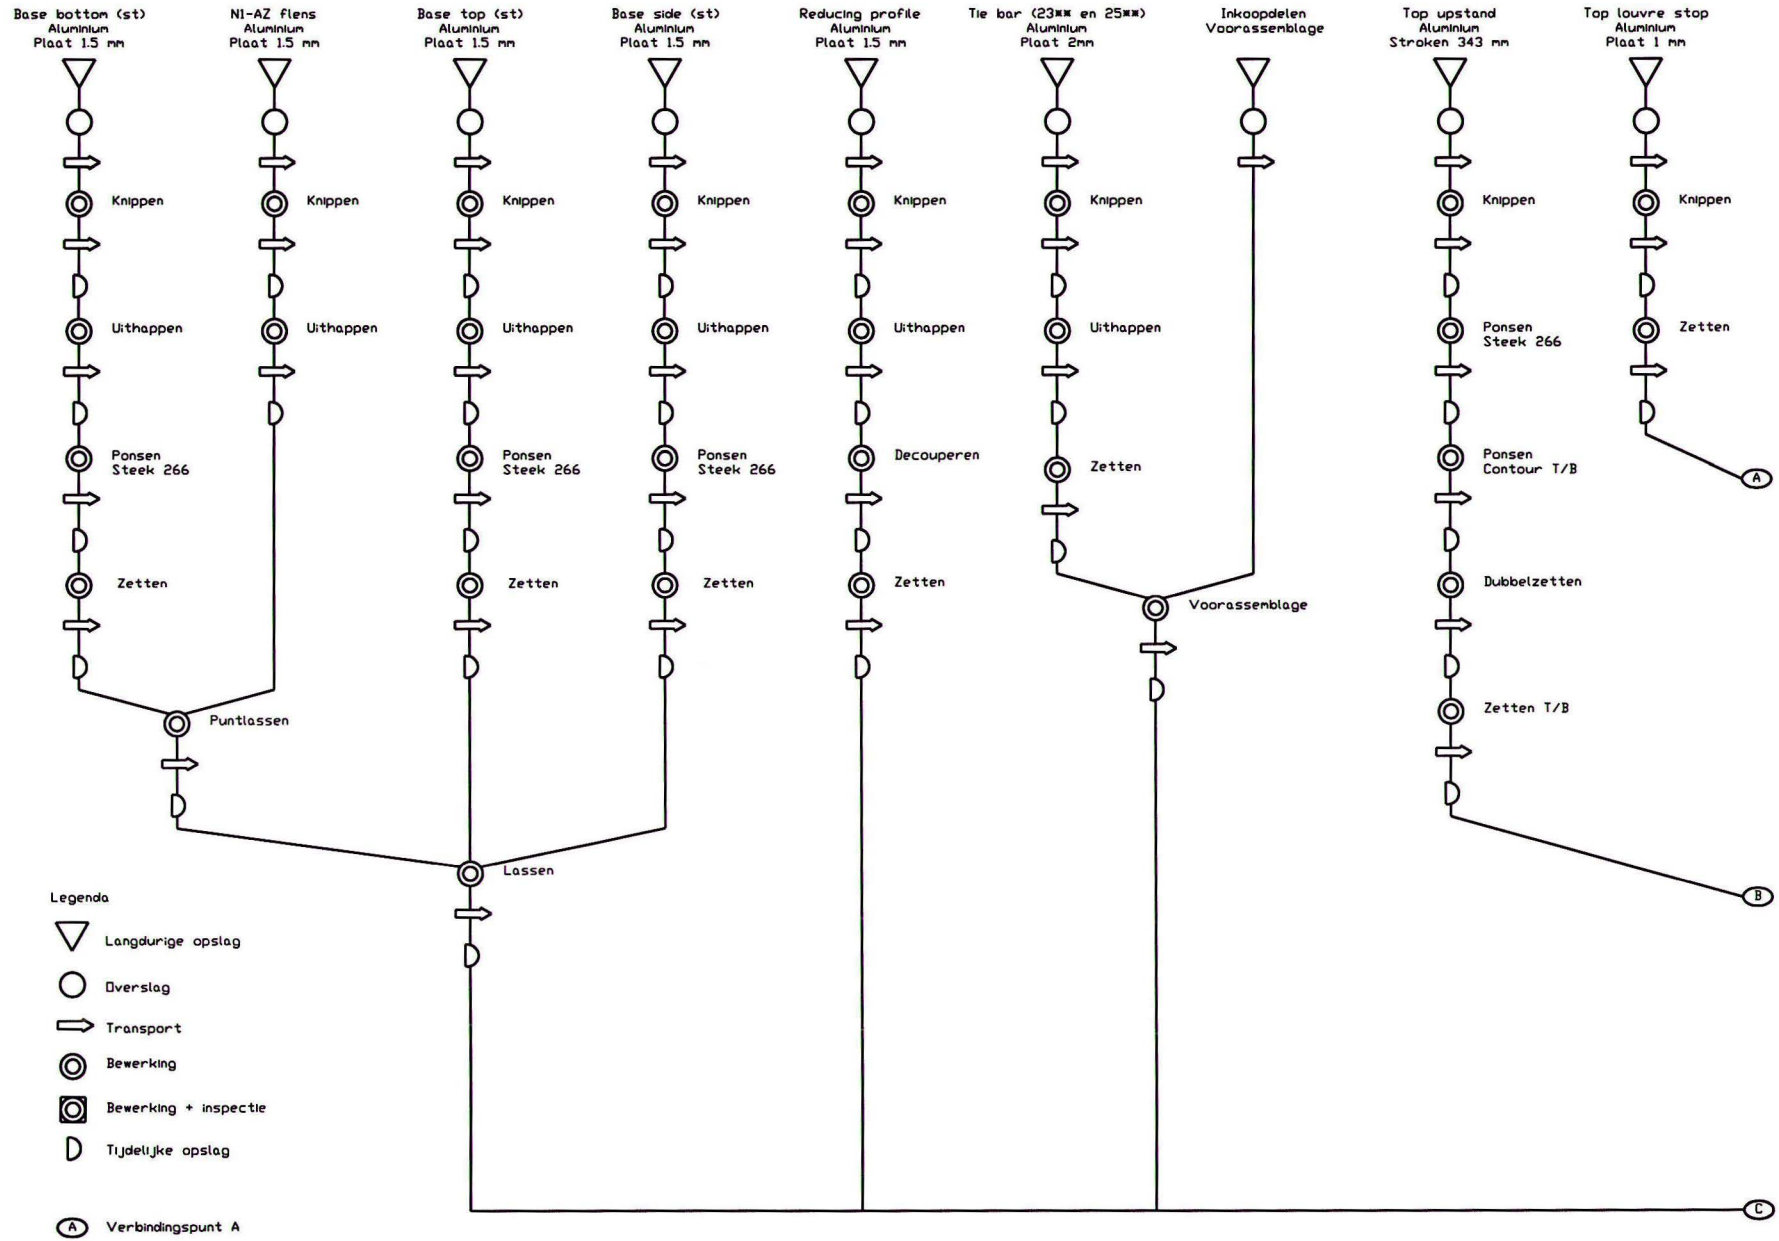 Base bottom (st)
Aluminium
Plaat 1.5 mm
N1-AZ flens
Aluminium
Plaat 1.5 mm
Base top (st)
Aluminium
Plaat 1.5 mm
Base side (st)
Aluminium
Plaat 1.5 mm
Reducing profile
Aluminium
Plaat 1.5 mm
Tie bar (23** en 25**)
Aluminium
Plaat 2mm
Inkoopdelen
Voorassemblage
Top upstand
Aluminium
Stroken 343 mm
Top louvre stop
Aluminium
Plaat 1 mm
Knippen
Knippen
Knippen
Knippen
Knippen
Knippen
Knippen
Knippen
Uithappen
Uithappen
Uithappen
Uithappen
Uithappen
Uithappen
Ponsen
Steek 266
Zetten
Ponsen
Steek 266
Ponsen
Steek 266
Ponsen
Steek 266
Decouperen
Zetten
Ponsen
Contour T/B
A
Zetten
Zetten
Zetten
Zetten
Voorassemblage
Dubbelzetten
Puntlassen
Zetten T/B
Lassen
B
Legenda
Langdurige opslag
Overslag
Transport
Bewerking
Bewerking + inspectie
Tijdelijke opslag
C
A Verbindingspunt A